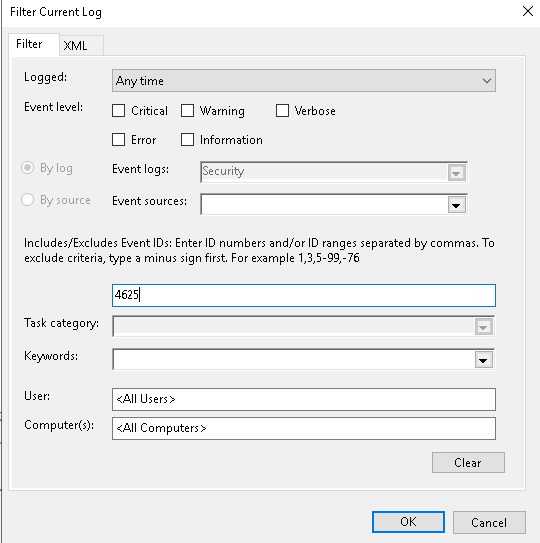 Filter Current Log
Filter XML
Logged: Any time
Event level: Critical Warning Verbose
Error Information
By log Event logs: Security
By source Event sources:
Includes/Excludes Event IDs: Enter ID numbers and/or ID ranges separated by commas. To
exclude criteria, type a minus sign first. For example 1,3,5-99,-76
4625
Task category:
Keywords:
User: <All Users>
Computer(s): <All Computers>
Clear
OK Cancel